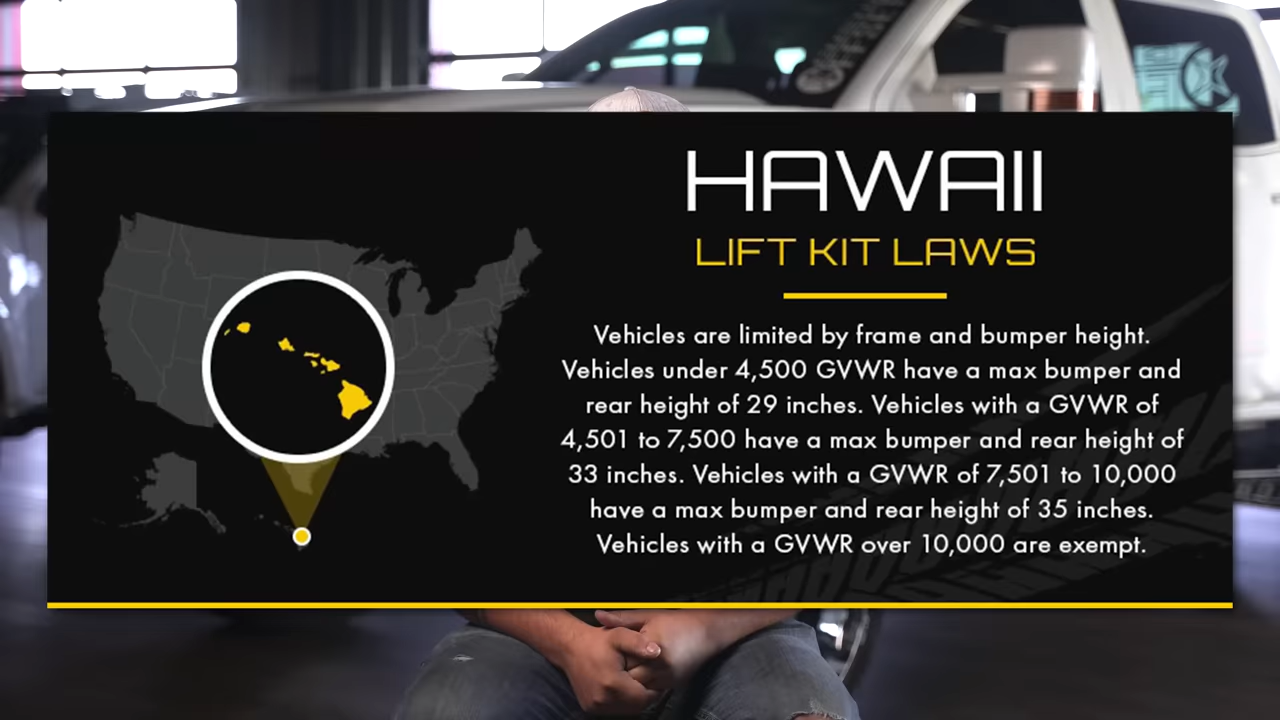 HAWAII
LIFT KIT LAWS
Vehicles are limited by frame and bumper height.
Vehicles under 4,500 GVWR have a max bumper and
rear height of 29 inches. Vehicles with a GVWR of
4,501 to 7,500 have a max bumper and rear height of
33 inches. Vehicles with a GVWR of 7,501 to 10,000
have a max bumper and rear height of 35 inches.
Vehicles with a GVWR over 10,000 are exempt.